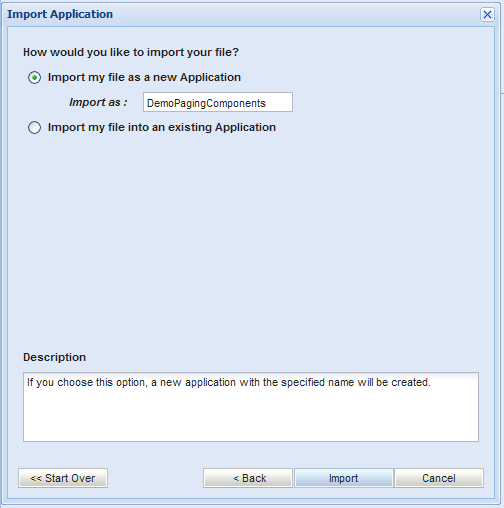 Import Application
How would you like to import your file?
Import my file as a new Application
Import as :
DemoPagingComponents
Import my file into an existing Application
Description
If you choose this option, a new application with the specified name will be created.
<< Start Over
< Back
Import
Cancel